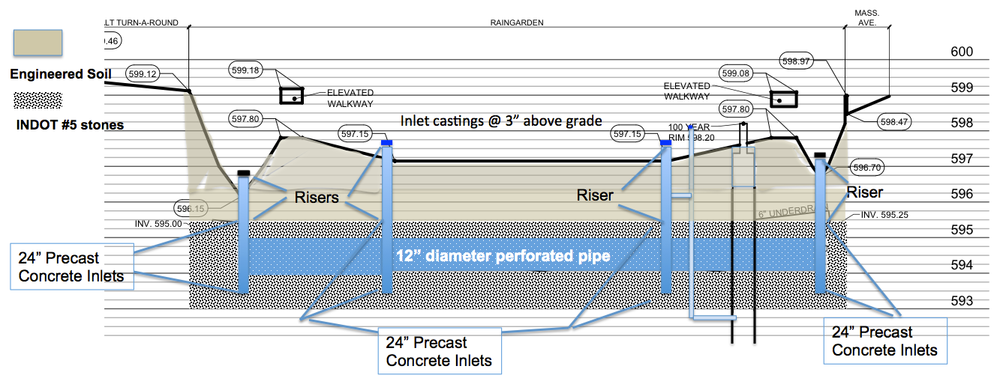 LT TURN-A-ROUND
RAINGARDEN
MASS.
AVE.
.46
Engineered Soil
INDOT #5 stones
599.12
599.18
ELEVATED
WALKWAY
597.80
597.15
Inlet castings @ 3” above grade
597.15
100 YEAR
RIM 598.20
ELEVATED
WALKWAY
599.08
597.80
598.97
598.47
596.70
600
599
598
597
596
595
594
593
596.15
INV. 595.00
Risers
Riser
Riser
6" UNDERDRAIN
INV. 595.25
12” diameter perforated pipe
24” Precast
Concrete Inlets
24” Precast
Concrete Inlets
24” Precast
Concrete Inlets